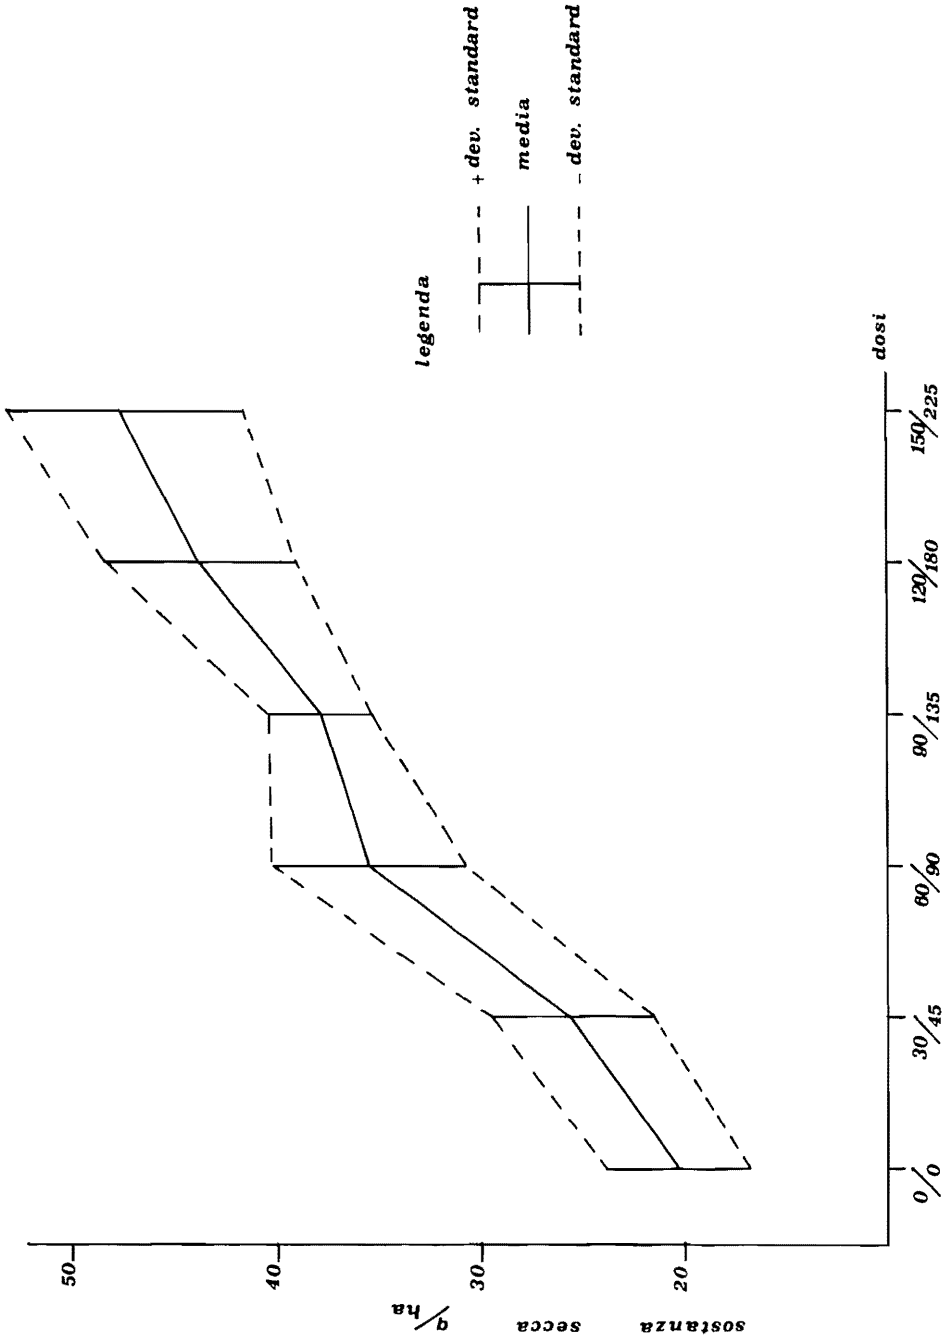 50
40
30
20
q/ha
sostanza secca
0/0
30/45
60/90
90/135
120/180
150/225
dosi
legenda
+ dev. standard
media
- dev. standard